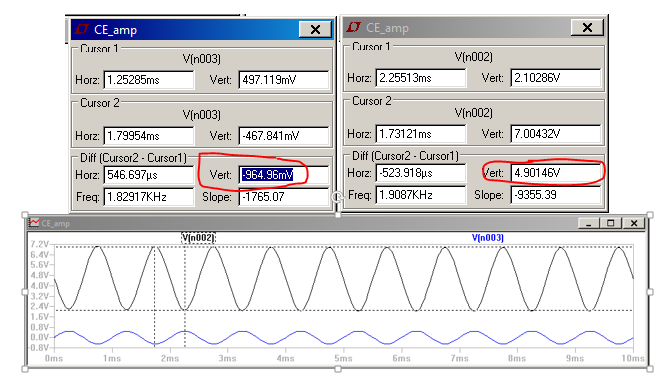 CE_amp
Cursor 1
V(n003)
Horz: 1.25285ms Vert: 497.119mV
Cursor 2
V(n003)
Horz: 1.79954ms Vert: -467.841mV
Diff (Cursor2 - Cursor1)
Horz: 546.697µs Vert: -964.96mV
Freq: 1.82917KHz Slope: -1765.07
CE_amp
Cursor 1
V(n002)
Horz: 2.25513ms Vert: 2.10286V
Cursor 2
V(n002)
Horz: 1.73121ms Vert: 7.00432V
Diff (Cursor2 - Cursor1)
Horz: -523.918µs Vert: 4.90146V
Freq: 1.9087KHz Slope: -9355.39
CE_amp
V(n002) V(n003)
7.2V
6.4V
5.6V
4.8V
4.0V
3.2V
2.4V
1.6V
0.8V
0.0V
-0.8V
0ms 1ms 2ms 3ms 4ms 5ms 6ms 7ms 8ms 9ms 10ms